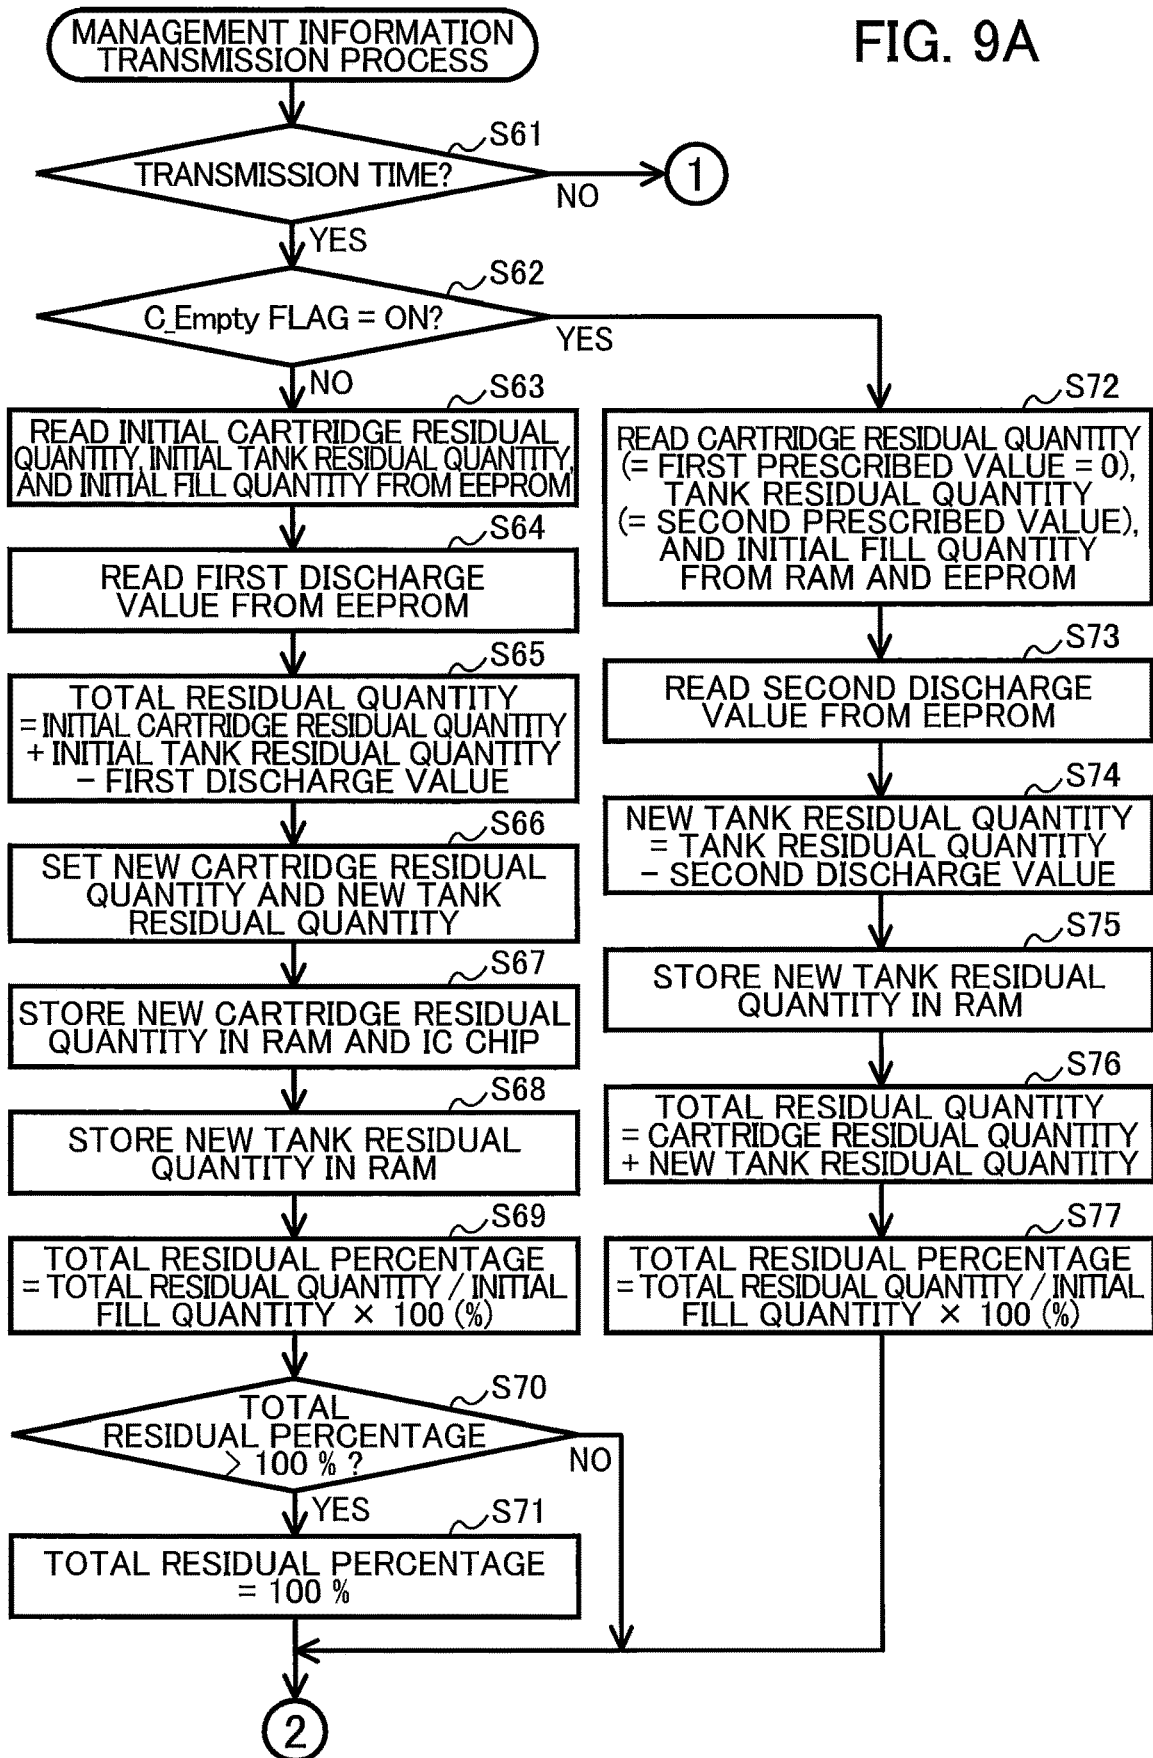 FIG. 9A
MANAGEMENT INFORMATION
TRANSMISSION PROCESS
S61
TRANSMISSION TIME?
NO
1
YES
S62
C_Empty FLAG = ON?
YES
NO
S63
READ INITIAL CARTRIDGE RESIDUAL
QUANTITY, INITIAL TANK RESIDUAL QUANTITY,
AND INITIAL FILL QUANTITY FROM EEPROM
S64
READ FIRST DISCHARGE
VALUE FROM EEPROM
S65
TOTAL RESIDUAL QUANTITY
= INITIAL CARTRIDGE RESIDUAL QUANTITY
+ INITIAL TANK RESIDUAL QUANTITY
− FIRST DISCHARGE VALUE
S66
SET NEW CARTRIDGE RESIDUAL
QUANTITY AND NEW TANK
RESIDUAL QUANTITY
S67
STORE NEW CARTRIDGE RESIDUAL
QUANTITY IN RAM AND IC CHIP
S68
STORE NEW TANK RESIDUAL
QUANTITY IN RAM
S69
TOTAL RESIDUAL PERCENTAGE
= TOTAL RESIDUAL QUANTITY / INITIAL
FILL QUANTITY × 100 (%)
S70
TOTAL
RESIDUAL PERCENTAGE
> 100 % ?
NO
YES
S71
TOTAL RESIDUAL PERCENTAGE
= 100 %
S72
READ CARTRIDGE RESIDUAL QUANTITY
(= FIRST PRESCRIBED VALUE = 0),
TANK RESIDUAL QUANTITY
(= SECOND PRESCRIBED VALUE),
AND INITIAL FILL QUANTITY
FROM RAM AND EEPROM
S73
READ SECOND DISCHARGE
VALUE FROM EEPROM
S74
NEW TANK RESIDUAL QUANTITY
= TANK RESIDUAL QUANTITY
− SECOND DISCHARGE VALUE
S75
STORE NEW TANK RESIDUAL
QUANTITY IN RAM
S76
TOTAL RESIDUAL QUANTITY
= CARTRIDGE RESIDUAL QUANTITY
+ NEW TANK RESIDUAL QUANTITY
S77
TOTAL RESIDUAL PERCENTAGE
= TOTAL RESIDUAL QUANTITY / INITIAL
FILL QUANTITY × 100 (%)
2